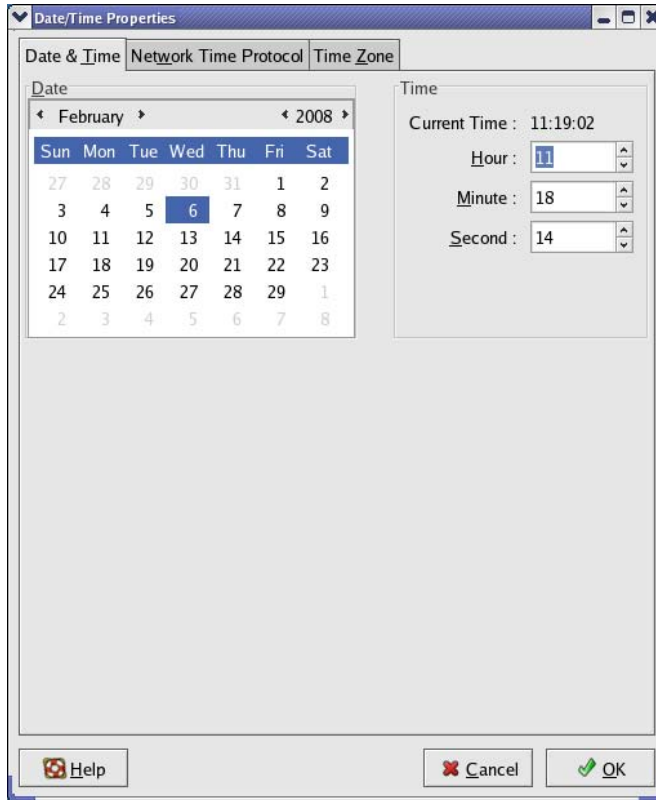 Date/Time Properties
Date & Time Network Time Protocol Time Zone
Date
February 2008
Sun Mon Tue Wed Thu Fri Sat
27 28 29 30 31 1 2
3 4 5 6 7 8 9
10 11 12 13 14 15 16
17 18 19 20 21 22 23
24 25 26 27 28 29 1
2 3 4 5 6 7 8
Time
Current Time : 11:19:02
Hour : 11
Minute : 18
Second : 14
Help Cancel OK